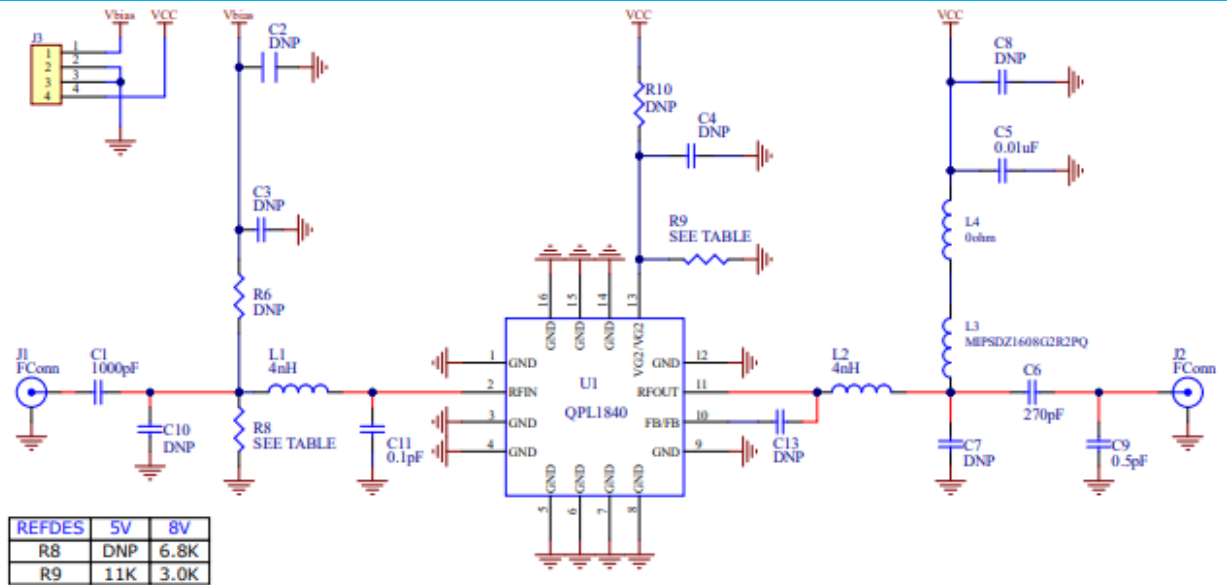 Vbias VCC
J3
1
2
3
4
1
2
3
4
Vbias
C2
DNP
C3
DNP
R6
DNP
J1
FConn
C1
1000pF
C10
DNP
R8
SEE TABLE
L1
4nH
C11
0.1pF
VCC
R10
DNP
C4
DNP
R9
SEE TABLE
16 15 14 13
GND GND GND VG2/VG2
1 GND
2 RFIN
3 GND
4 GND
U1
QPL1840
GND 12
RFOUT 11
FB/FB 10
GND 9
GND GND GND GND
5 6 7 8
L2
4nH
C13
DNP
VCC
C8
DNP
C5
0.01uF
L4
0ohm
L3
MIPSDZ1608G2R2PQ
C6
270pF
C7
DNP
C9
0.5pF
J2
FConn
REFDES 5V 8V
R8 DNP 6.8K
R9 11K 3.0K